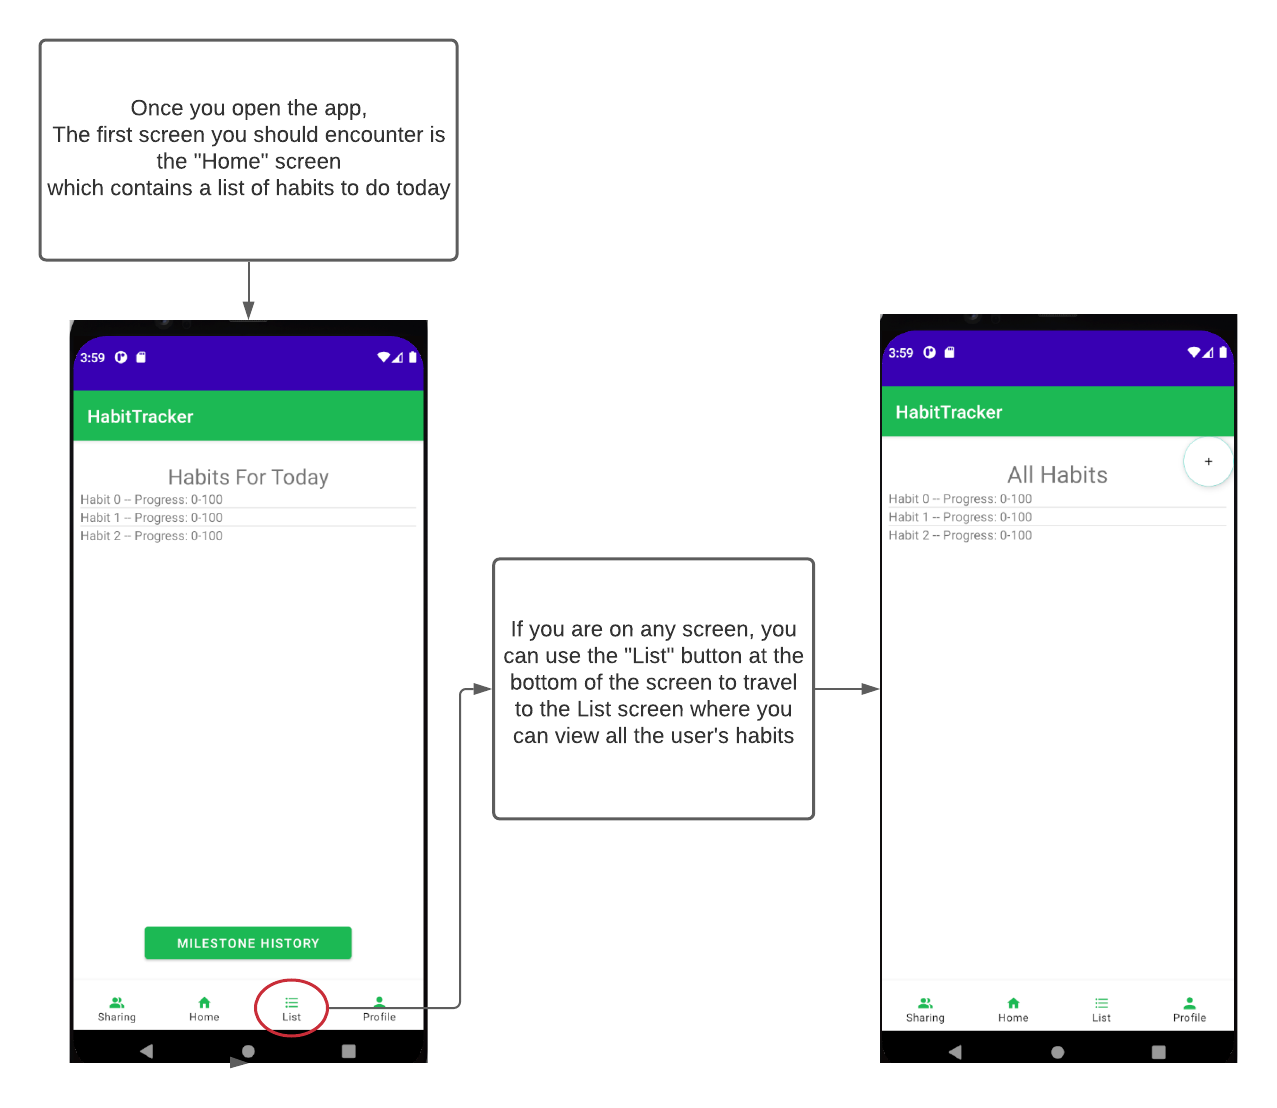 Once you open the app,
The first screen you should encounter is
the "Home" screen
which contains a list of habits to do today
3:59
HabitTracker
Habits For Today
Habit 0 -- Progress: 0-100
Habit 1 -- Progress: 0-100
Habit 2 -- Progress: 0-100
MILESTONE HISTORY
Sharing
Home
List
Profile
If you are on any screen, you
can use the "List" button at the
bottom of the screen to travel
to the List screen where you
can view all the user's habits
3:59
HabitTracker
+
All Habits
Habit 0 -- Progress: 0-100
Habit 1 -- Progress: 0-100
Habit 2 -- Progress: 0-100
Sharing
Home
List
Profile